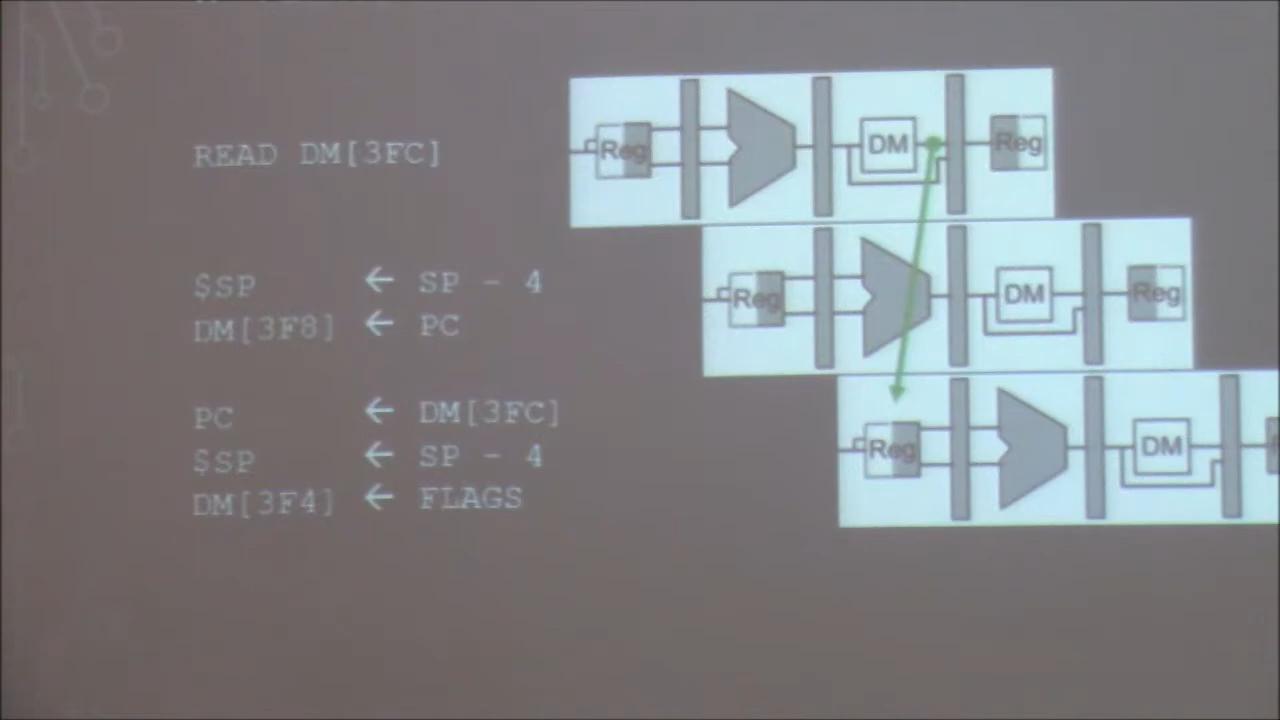 READ DM[3FC]
Reg DM Reg
$SP ← SP - 4
DM[3F8] ← PC
Reg DM Reg
PC ← DM[3FC]
$SP ← SP - 4
DM[3F4] ← FLAGS
Reg DM